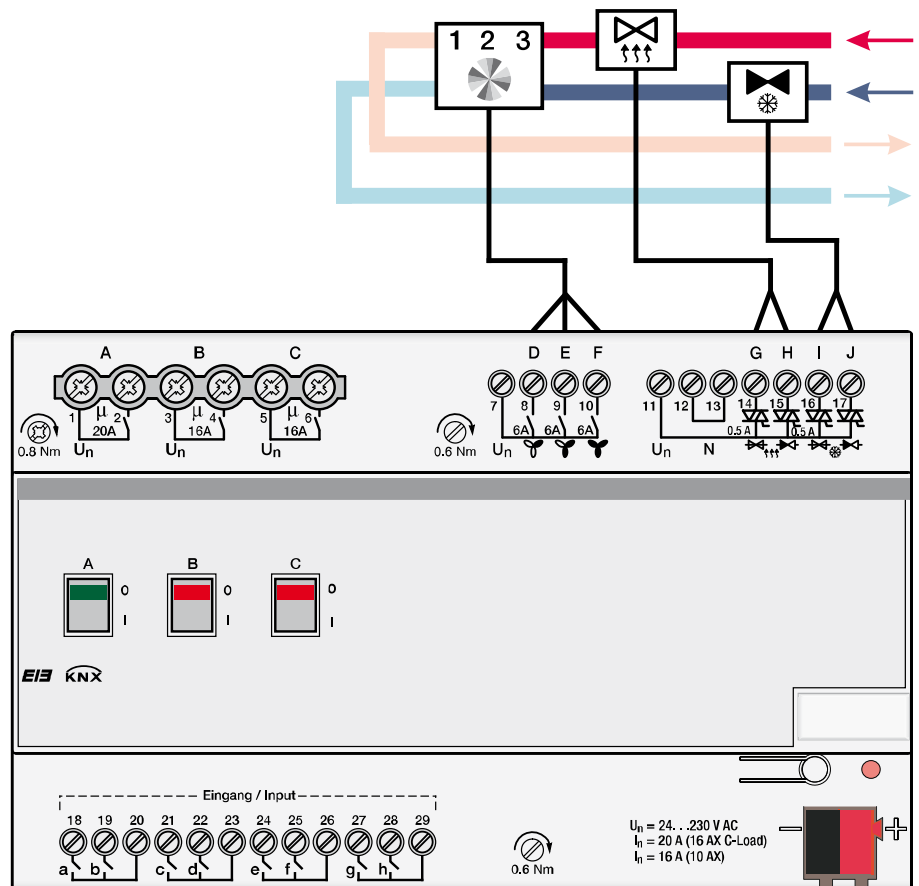 1 2 3
A B C
D E F
G H I J
1 µ 2 3 µ 4 5 µ 6
20A 16A 16A
Un Un Un
0.8 Nm
7 8 9 10
6A 6A 6A
Un
0.6 Nm
11 12 13 14 15 16 17
0.5 A 0.5 A
Un N
A B C
O O O
I I I
EIB KNX
Eingang / Input
18 19 20 21 22 23 24 25 26 27 28 29
a b c d e f g h
0.6 Nm
Un = 24...230 V AC
In = 20 A (16 AX C-Load)
In = 16 A (10 AX)
− +